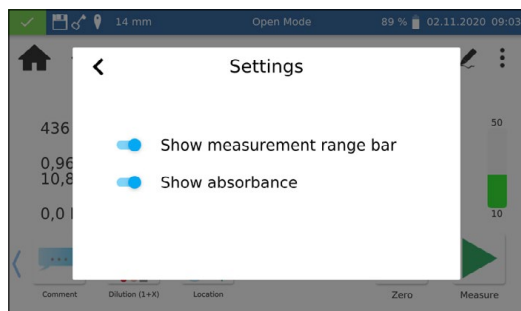 14 mm Open Mode 89 % 02.11.2020 09:03
Settings
436
50
Show measurement range bar
0,96
10,8
Show absorbance
0,0
10
Comment Dilution (1+X) Location Zero Measure